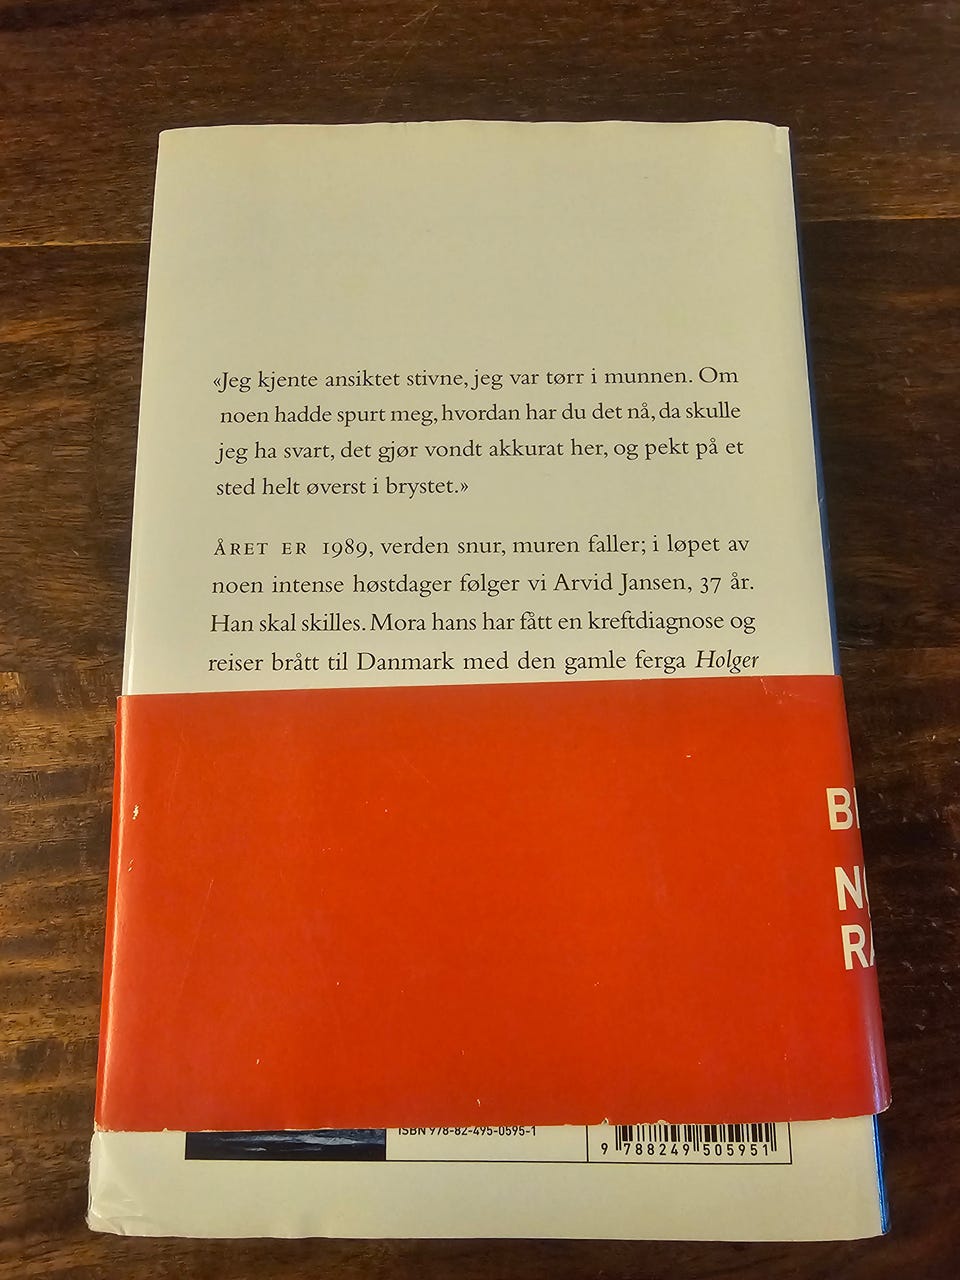 «Jeg kjente ansiktet stivne, jeg var tørr i munnen. Om
noen hadde spurt meg, hvordan har du det nå, da skulle
jeg ha svart, det gjør vondt akkurat her, og pekt på et
sted helt øverst i brystet.»
ÅRET ER 1989, verden snur, muren faller; i løpet av
noen intense høstdager følger vi Arvid Jansen, 37 år.
Han skal skilles. Mora hans har fått en kreftdiagnose og
reiser brått til Danmark med den gamle ferga Holger
ISBN 978-82-495-0595-1
9 788249 505951